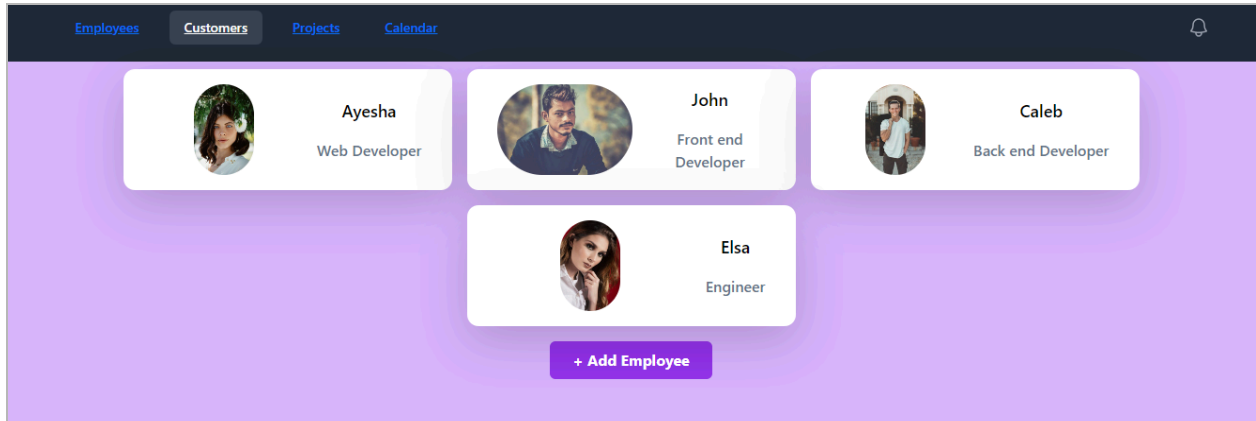 Employees Customers Projects Calendar
Ayesha
Web Developer
John
Front end
Developer
Caleb
Back end Developer
Elsa
Engineer
+ Add Employee